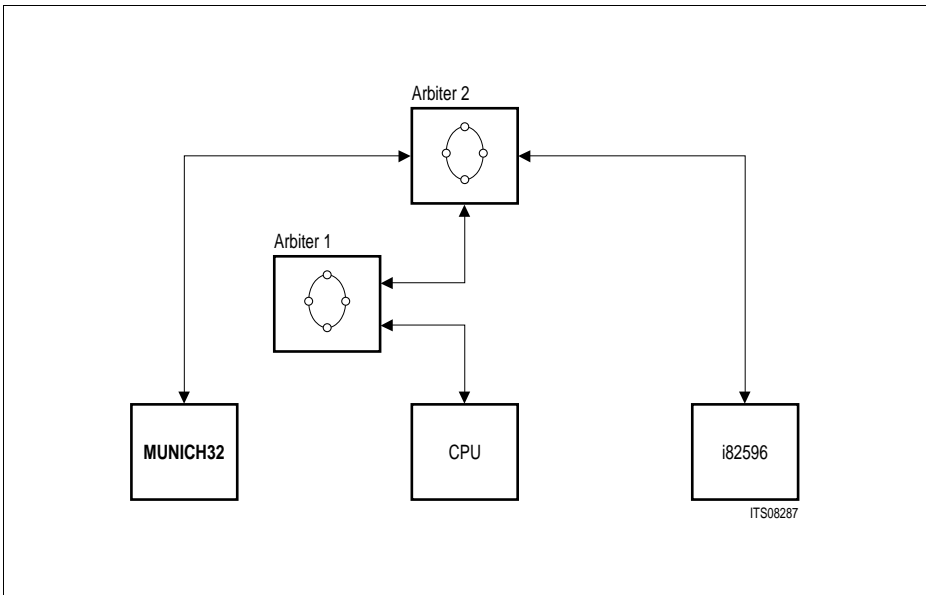 Arbiter 2
Arbiter 1
MUNICH32
CPU
i82596
ITS08287